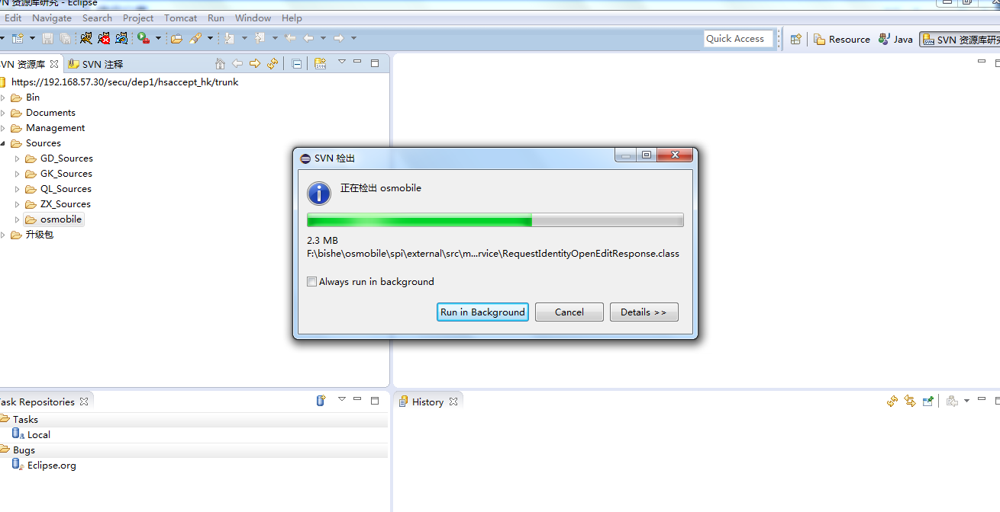 VN 资源库研究 - Eclipse
Edit Navigate Search Project Tomcat Run Window Help
Quick Access Resource Java SVN 资源库研究
VN 资源库 SVN 注释
https://192.168.57.30/secu/dep1/hsaccept_hk/trunk
Bin
Documents
Management
Sources
GD_Sources
GK_Sources
QL_Sources
ZX_Sources
osmobile
升级包
SVN 检出
正在检出 osmobile
2.3 MB
F:\bishe\osmobile\spi\external\src\m...rvice\RequestIdentityOpenEditResponse.class
Always run in background
Run in Background Cancel Details >>
Task Repositories
Tasks
Local
Bugs
Eclipse.org
History